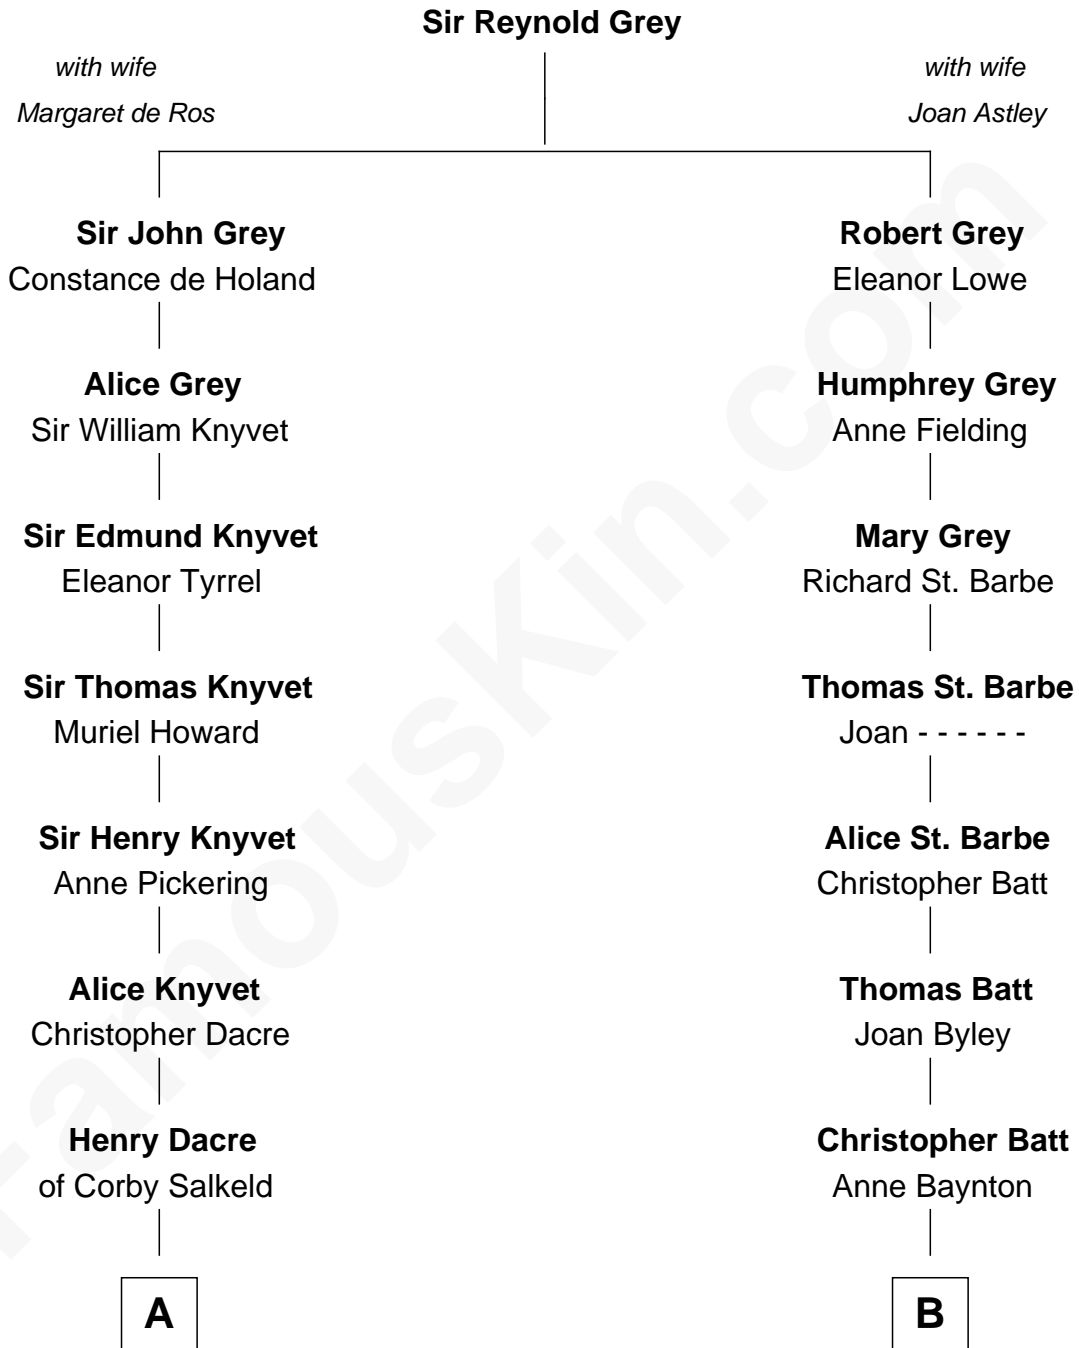 Sir Reynold Grey
with wife
Margaret de Ros
with wife
Joan Astley
Sir John Grey
Constance de Holand
Robert Grey
Eleanor Lowe
Alice Grey
Sir William Knyvet
Humphrey Grey
Anne Fielding
Sir Edmund Knyvet
Eleanor Tyrrel
Mary Grey
Richard St. Barbe
Sir Thomas Knyvet
Muriel Howard
Thomas St. Barbe
Joan - - - - - -
Sir Henry Knyvet
Anne Pickering
Alice St. Barbe
Christopher Batt
Alice Knyvet
Christopher Dacre
Thomas Batt
Joan Byley
Henry Dacre
of Corby Salkeld
Christopher Batt
Anne Baynton
A
B
FamousKin.com